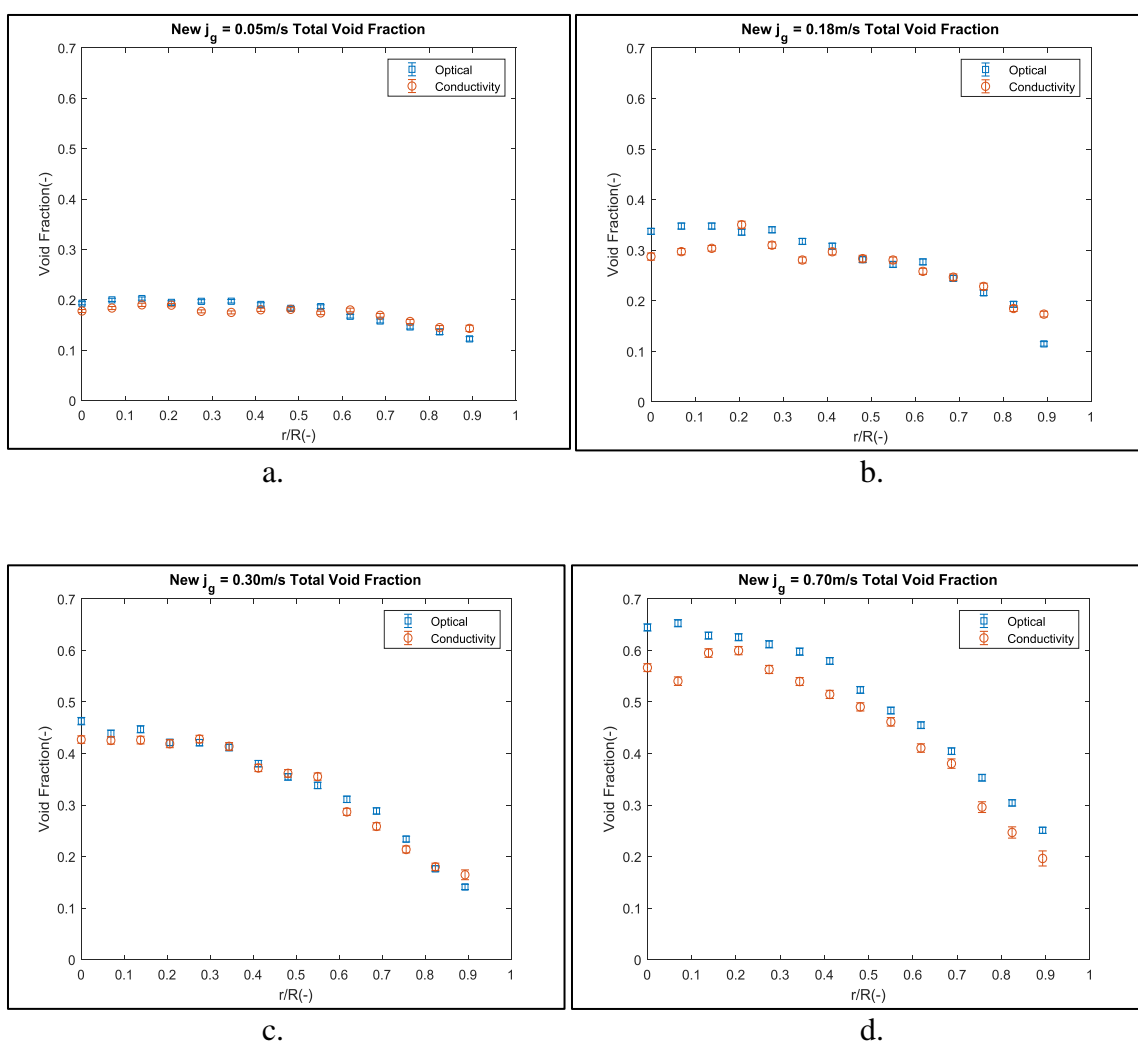 New jg = 0.05m/s Total Void Fraction
0.7
0.6
0.5
0.4
0.3
0.2
0.1
0
Void Fraction(-)
Optical
Conductivity
0 0.1 0.2 0.3 0.4 0.5 0.6 0.7 0.8 0.9 1
r/R(-)
a.
New jg = 0.18m/s Total Void Fraction
0.7
0.6
0.5
0.4
0.3
0.2
0.1
0
Void Fraction(-)
Optical
Conductivity
0 0.1 0.2 0.3 0.4 0.5 0.6 0.7 0.8 0.9 1
r/R(-)
b.
New jg = 0.30m/s Total Void Fraction
0.7
0.6
0.5
0.4
0.3
0.2
0.1
0
Void Fraction(-)
Optical
Conductivity
0 0.1 0.2 0.3 0.4 0.5 0.6 0.7 0.8 0.9 1
r/R(-)
c.
New jg = 0.70m/s Total Void Fraction
0.7
0.6
0.5
0.4
0.3
0.2
0.1
0
Void Fraction(-)
Optical
Conductivity
0 0.1 0.2 0.3 0.4 0.5 0.6 0.7 0.8 0.9 1
r/R(-)
d.